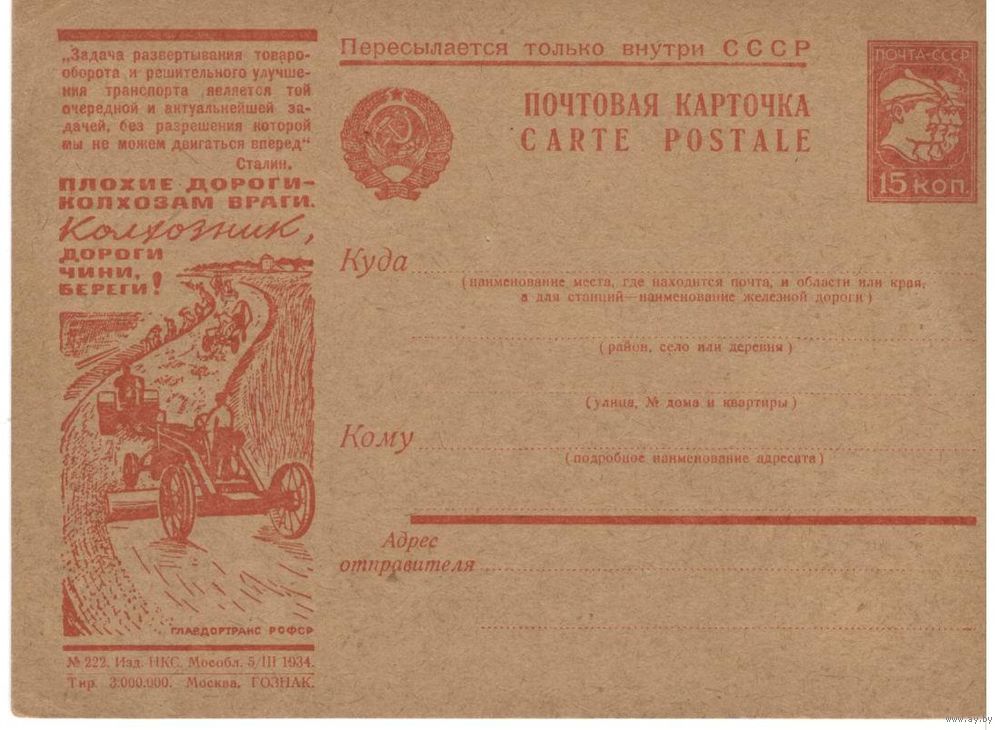 „Задача развертывания товаро-
оборота и решительного улучше-
ния транспорта является той
очередной и актуальнейшей за-
дачей, без разрешения которой
мы не можем двигаться вперед“
Сталин.
ПЛОХИЕ ДОРОГИ–
КОЛХОЗАМ ВРАГИ.
Колхозник,
ДОРОГИ
ЧИНИ,
БЕРЕГИ!
ГЛАВДОРТРАНС РСФСР
№ 222. Изд. НКС. Мособл. 5/III 1934.
Тир. 3.000.000. Москва. ГОЗНАК.
Пересылается только внутри СССР
ПОЧТОВАЯ КАРТОЧКА
CARTE POSTALE
ПОЧТА-СССР
15 КОП.
Куда
(наименование места, где находится почта, и области или края,
а для станций—наименование железной дороги)
(район, село или деревня)
(улица, № дома и квартиры)
Кому
(подробное наименование адресата)
Адрес
отправителя
www.ay.by